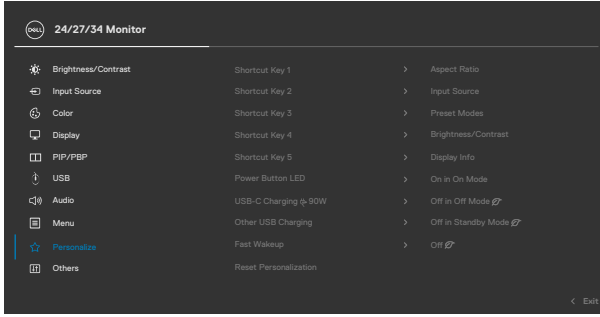 DELL 24/27/34 Monitor
Brightness/Contrast Shortcut Key 1 > Aspect Ratio
Input Source Shortcut Key 2 > Input Source
Color Shortcut Key 3 > Preset Modes
Display Shortcut Key 4 > Brightness/Contrast
PIP/PBP Shortcut Key 5 > Display Info
USB Power Button LED > On in On Mode
Audio USB-C Charging 90W > Off in Off Mode
Menu Other USB Charging > Off in Standby Mode
Personalize Fast Wakeup > Off
Others Reset Personalization
< Exit